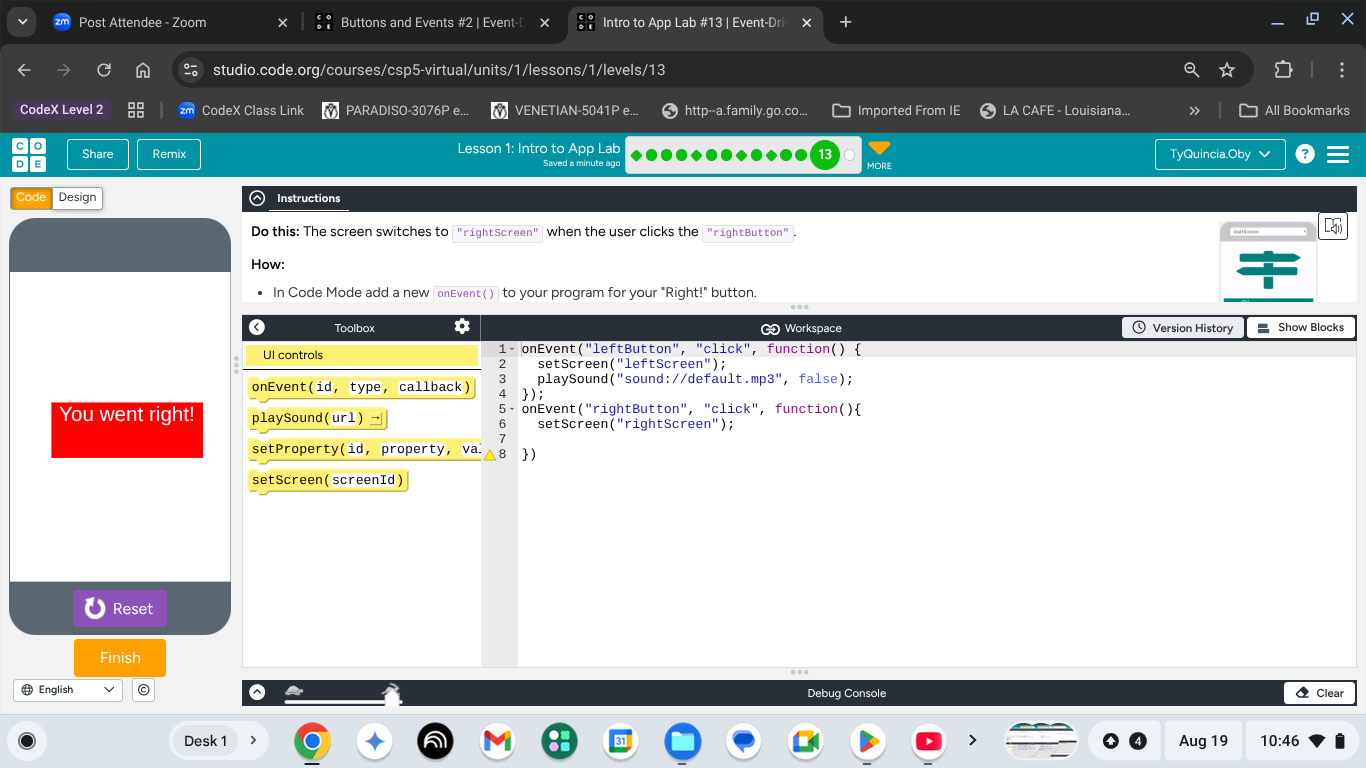 Post Attendee - Zoom
Buttons and Events #2 | Event-D
Intro to App Lab #13 | Event-Dri
studio.code.org/courses/csp5-virtual/units/1/lessons/1/levels/13
CodeX Level 2
CodeX Class Link
PARADISO-3076P e...
VENETIAN-5041P e...
http--a.family.go.co...
Imported From IE
LA CAFE - Louisiana...
All Bookmarks
C O D E
Share
Remix
Lesson 1: Intro to App Lab
Saved a minute ago
13
MORE
TyQuincia.Oby
Code
Design
Instructions
Do this: The screen switches to "rightScreen" when the user clicks the "rightButton".
How:
• In Code Mode add a new onEvent() to your program for your "Right!" button.
You went right!
Reset
Finish
English
Toolbox
Workspace
Version History
Show Blocks
UI controls
onEvent(id, type, callback)
playSound(url)
setProperty(id, property, val
setScreen(screenId)
1 onEvent("leftButton", "click", function() {
2 setScreen("leftScreen");
3 playSound("sound://default.mp3", false);
4 });
5 onEvent("rightButton", "click", function(){
6 setScreen("rightScreen");
7
8 })
Debug Console
Clear
Desk 1
31
4
Aug 19
10:46